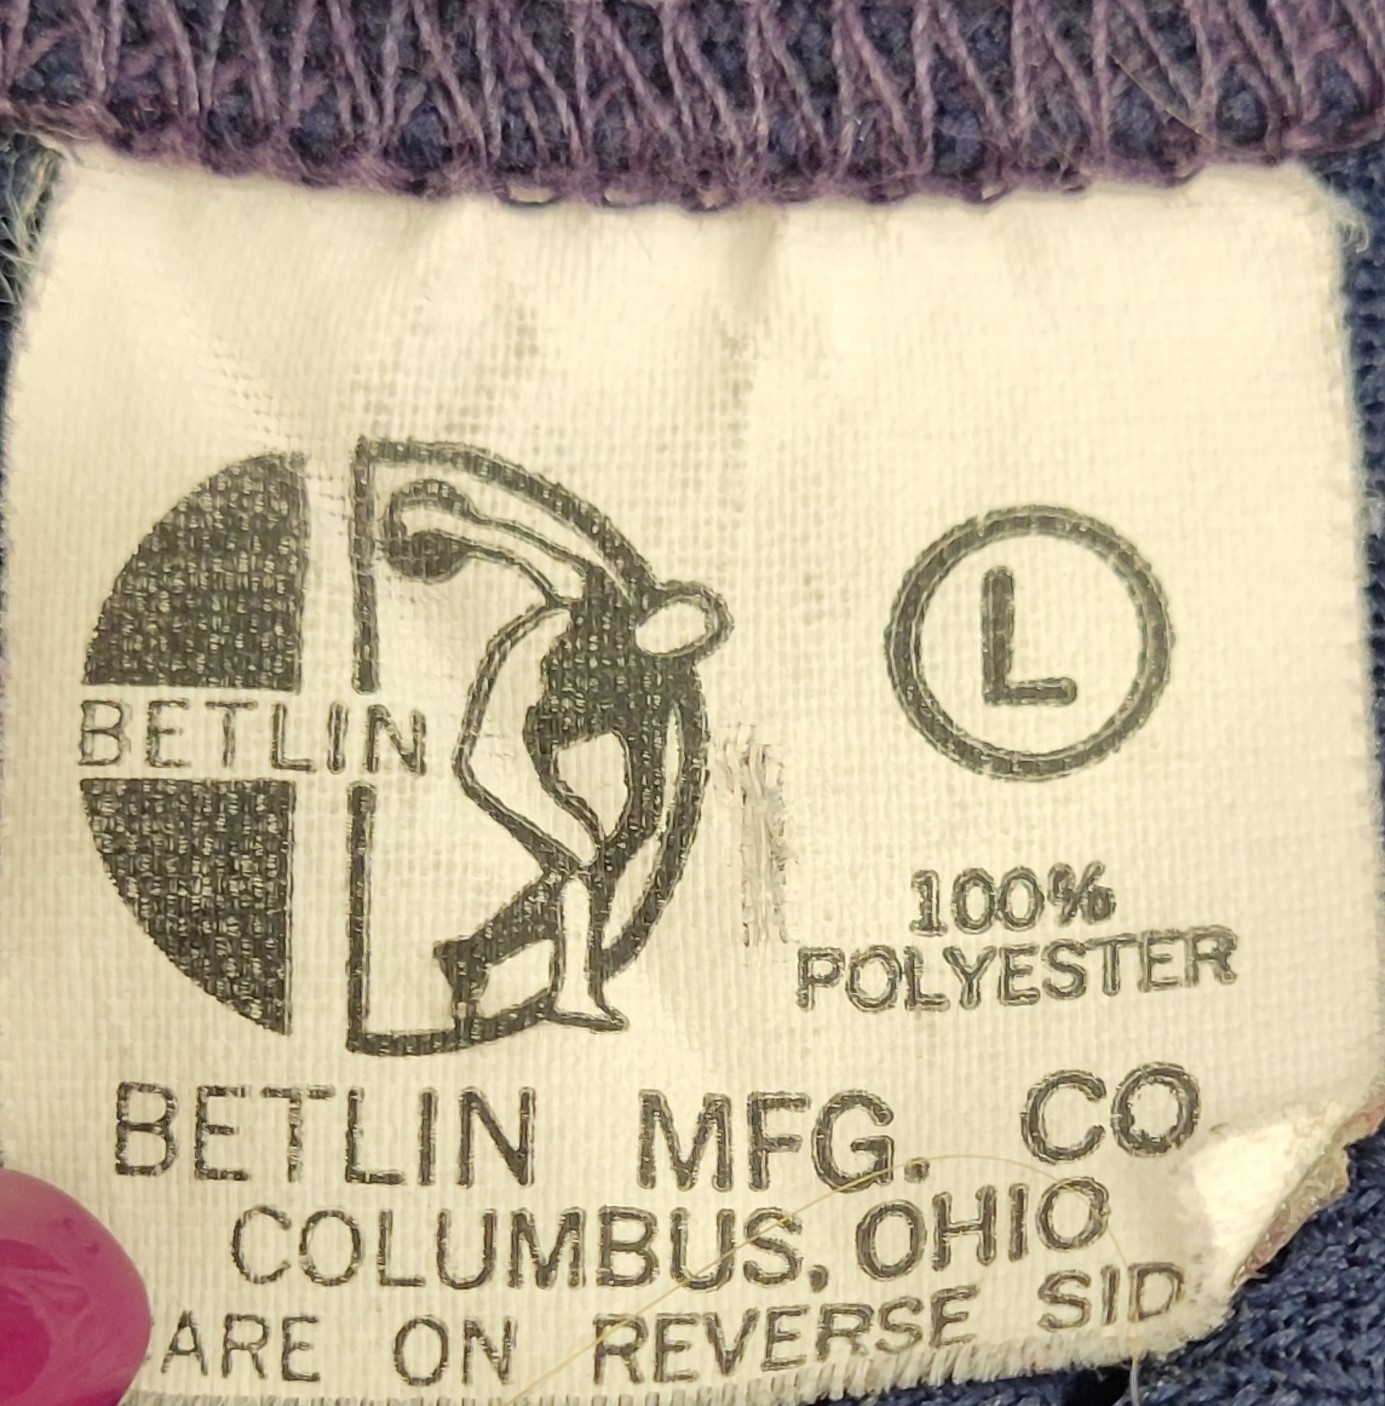 BETLIN
L
100%
POLYESTER
BETLIN MFG. CO
COLUMBUS, OHIO
ARE ON REVERSE SID